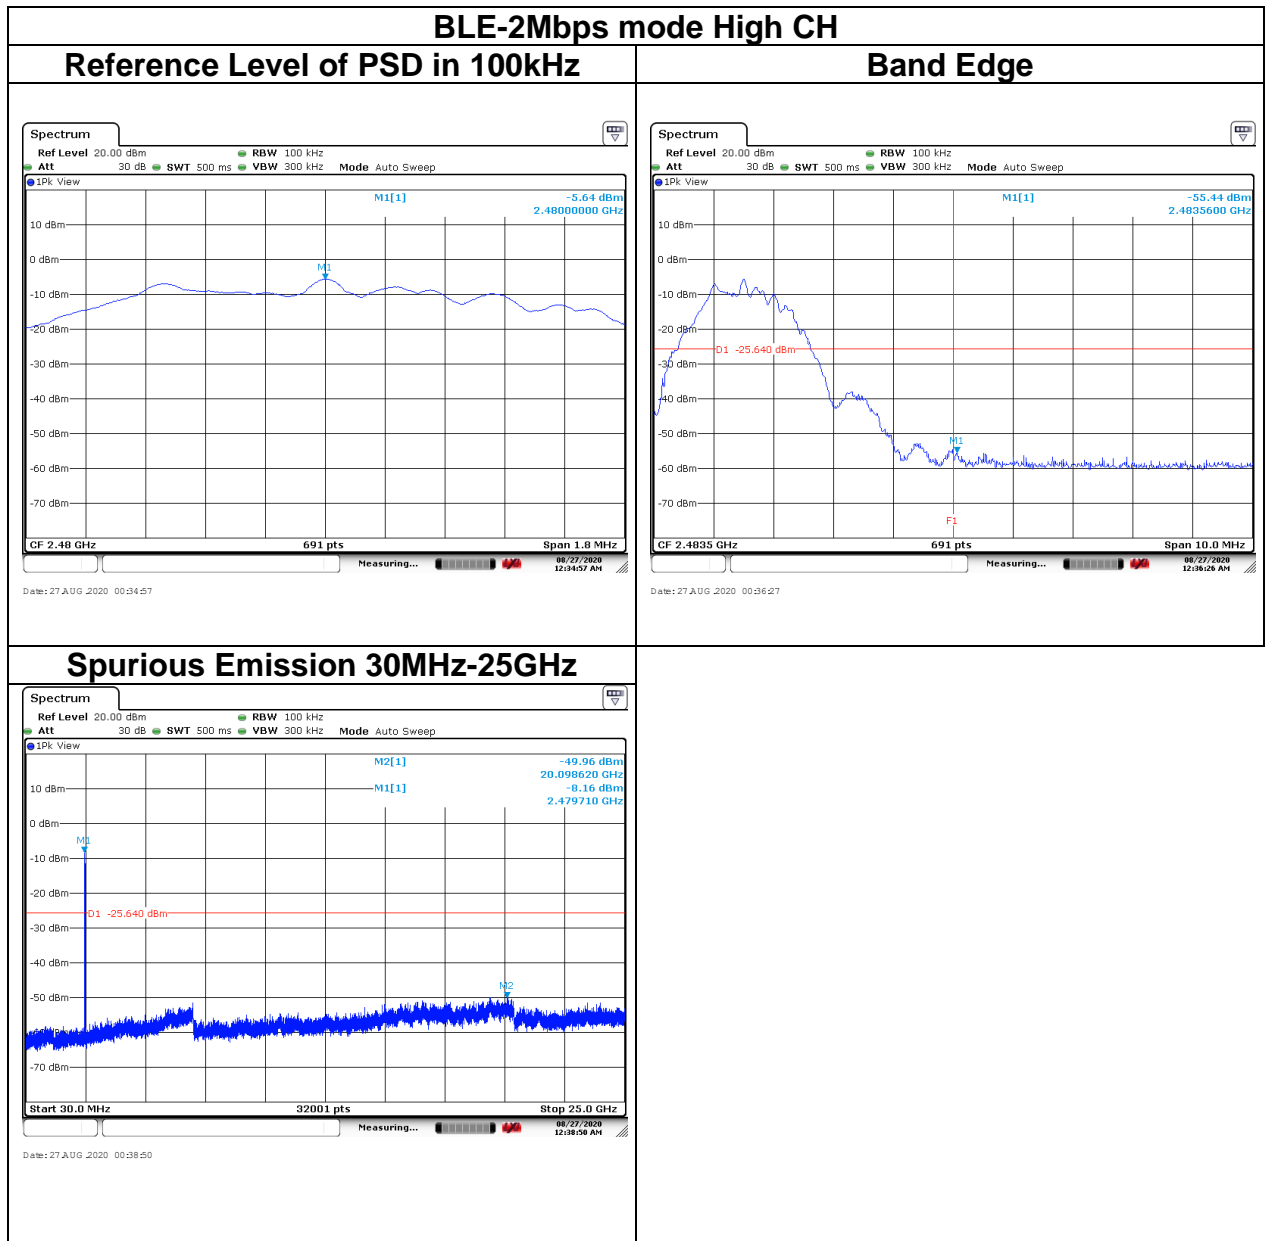 BLE-2Mbps mode High CH
Reference Level of PSD in 100kHz
Spectrum
Ref Level 20.00 dBm RBW 100 kHz
Att 30 dB SWT 500 ms VBW 300 kHz Mode Auto Sweep
1Pk View
M1[1] -5.64 dBm
2.48000000 GHz
10 dBm
0 dBm
M1
-10 dBm
-20 dBm
-30 dBm
-40 dBm
-50 dBm
-60 dBm
-70 dBm
CF 2.48 GHz 691 pts Span 1.8 MHz
Measuring... 08/27/2020
12:34:57 AM
Date: 27.AUG.2020 00:34:57
Band Edge
Spectrum
Ref Level 20.00 dBm RBW 100 kHz
Att 30 dB SWT 500 ms VBW 300 kHz Mode Auto Sweep
1Pk View
M1[1] -55.44 dBm
2.4835600 GHz
10 dBm
0 dBm
-10 dBm
-20 dBm
D1 -25.640 dBm
-30 dBm
-40 dBm
-50 dBm
M1
-60 dBm
-70 dBm
F1
CF 2.4835 GHz 691 pts Span 10.0 MHz
Measuring... 08/27/2020
12:36:26 AM
Date: 27.AUG.2020 00:36:27
Spurious Emission 30MHz-25GHz
Spectrum
Ref Level 20.00 dBm RBW 100 kHz
Att 30 dB SWT 500 ms VBW 300 kHz Mode Auto Sweep
1Pk View
M2[1] -49.96 dBm
20.098620 GHz
10 dBm M1[1] -8.16 dBm
2.479710 GHz
0 dBm
M1
-10 dBm
-20 dBm
D1 -25.640 dBm
-30 dBm
-40 dBm
M2
-50 dBm
-60 dBm
-70 dBm
Start 30.0 MHz 32001 pts Stop 25.0 GHz
Measuring... 08/27/2020
12:38:50 AM
Date: 27.AUG.2020 00:38:50